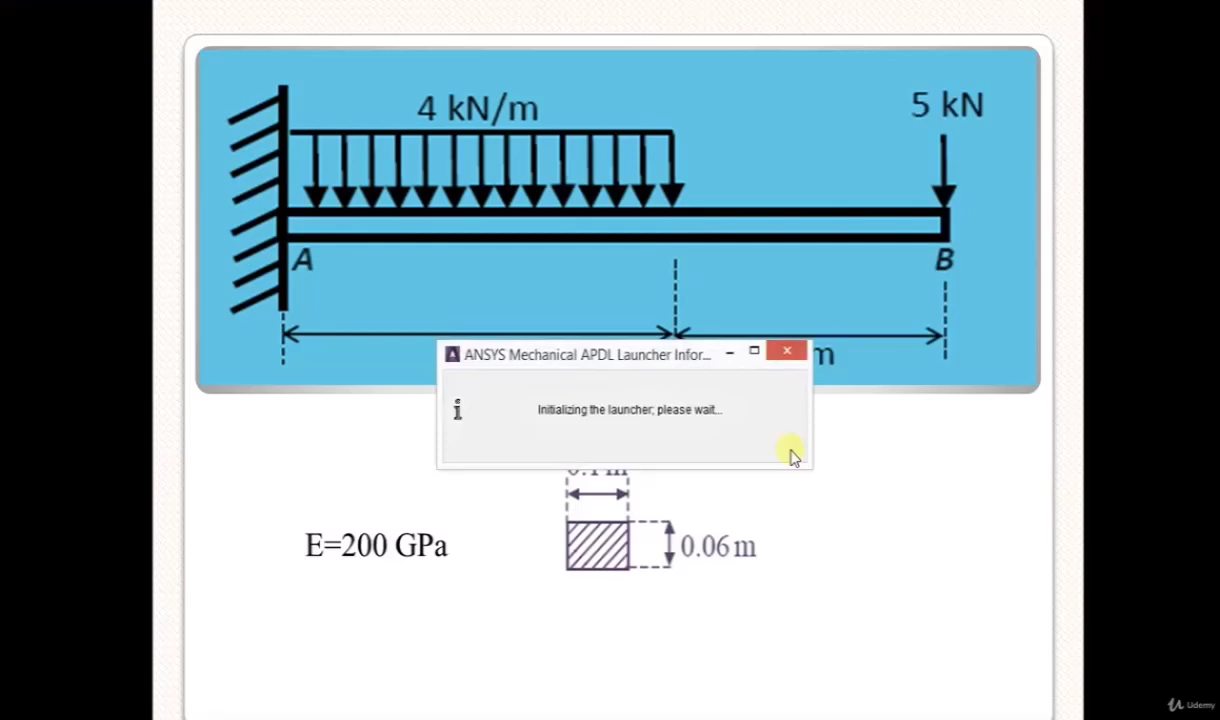 4 kN/m
5 kN
A
B
m
ANSYS Mechanical APDL Launcher Infor...
Initializing the launcher; please wait...
E=200 GPa
0.06 m
Udemy